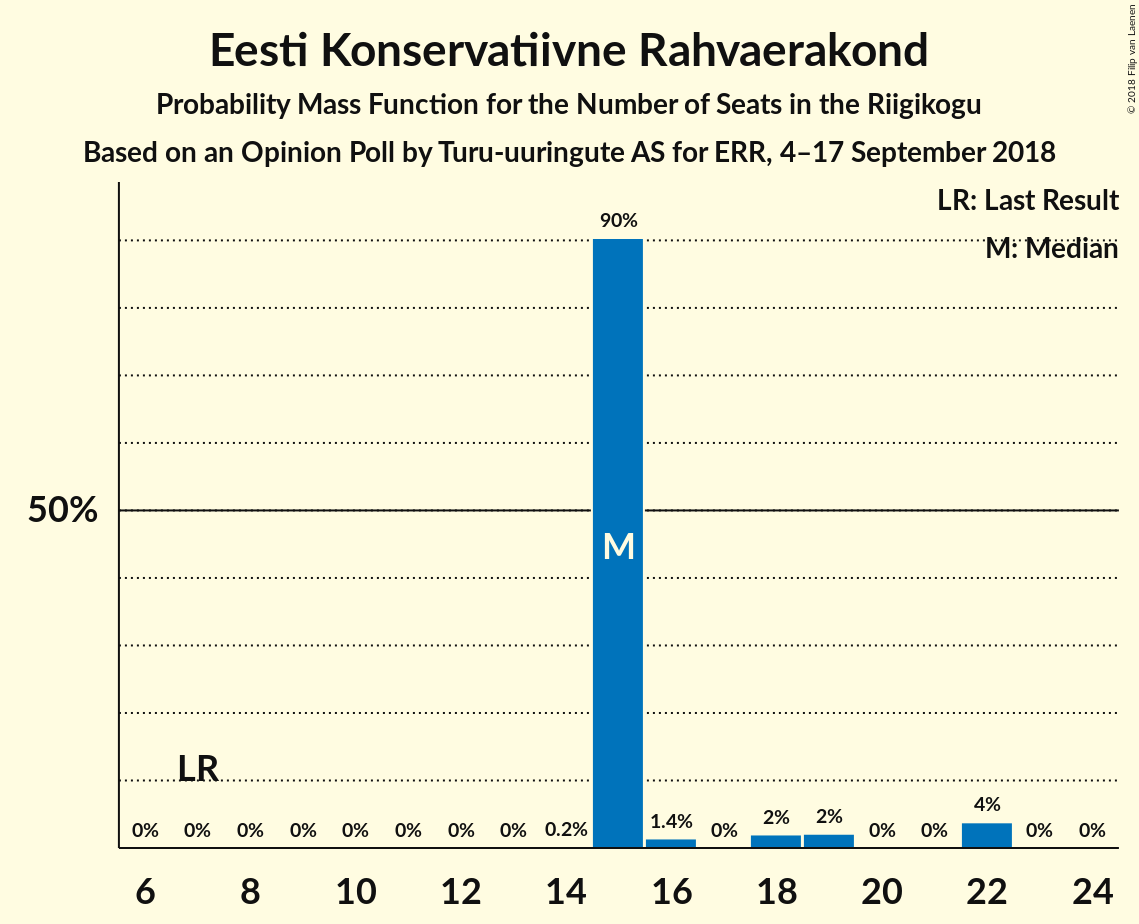 Eesti Konservatiivne Rahvaerakond
Probability Mass Function for the Number of Seats in the Riigikogu
Based on an Opinion Poll by Turu-uuringute AS for ERR, 4–17 September 2018
© 2018 Filip van Laenen
LR: Last Result
M: Median
90%
50%
M
LR
0% 0% 0% 0% 0% 0% 0% 0% 0.2% 1.4% 0% 2% 2% 0% 0% 4% 0% 0%
6 8 10 12 14 16 18 20 22 24